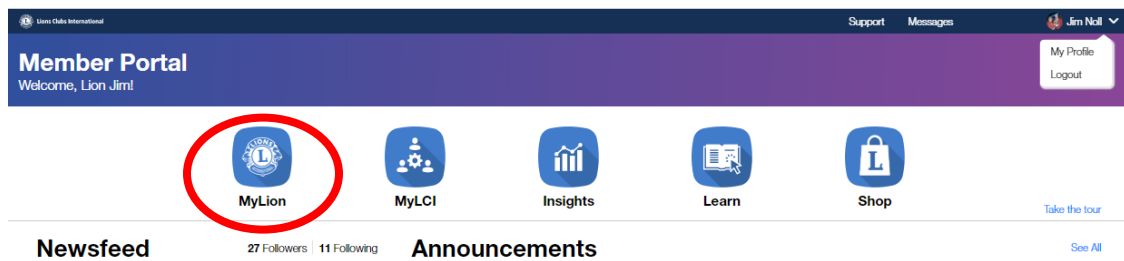 Lions Clubs International
Support Messages Jim Noll
My Profile
Logout
Member Portal
Welcome, Lion Jim!
LIONS
L
L
MyLion MyLCI Insights Learn Shop
Take the tour
Newsfeed 27 Followers 11 Following Announcements See All